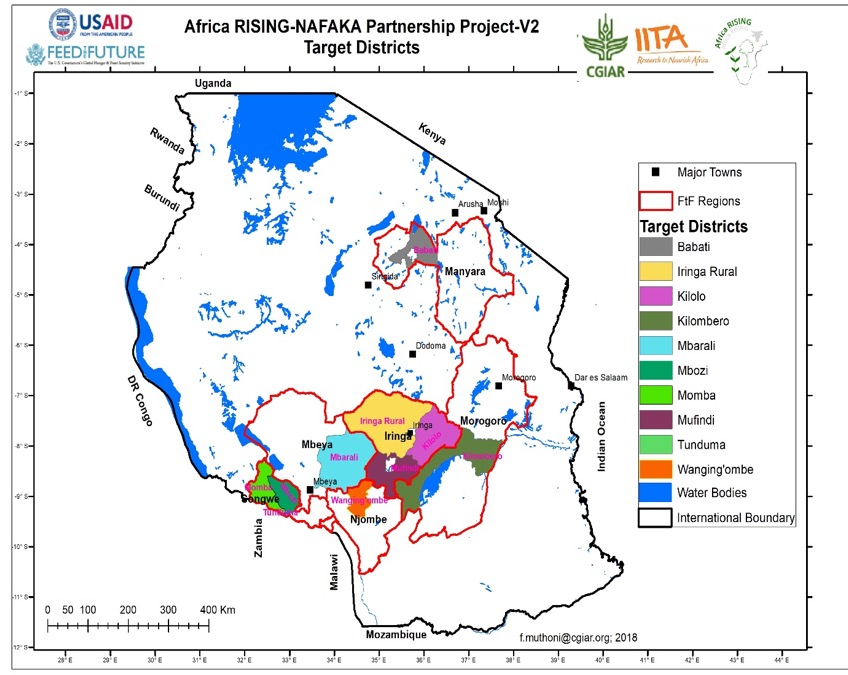 USAID
FROM THE AMERICAN PEOPLE
FEED THE FUTURE
The U.S. Government's Global Hunger & Food Security Initiative
Africa RISING-NAFAKA Partnership Project-V2
Target Districts
CGIAR
IITA
Research to Nourish Africa
Africa RISING
Uganda
Rwanda
Burundi
Kenya
Arusha
Moshi
Babati
Manyara
Singida
Dodoma
Morogoro
Dar es Salaam
DR Congo
Iringa Rural
Iringa
Iringa
Kilolo
Morogoro
Mbeya
Mbarali
Mufindi
Kilombero
Mbeya
Momba
Songwe
Tunduma
Wanging'ombe
Njombe
Zambia
Malawi
Mozambique
Indian Ocean
Major Towns
FtF Regions
Target Districts
Babati
Iringa Rural
Kilolo
Kilombero
Mbarali
Mbozi
Momba
Mufindi
Tunduma
Wanging'ombe
Water Bodies
International Boundary
0 50 100 200 300 400 Km
f.muthoni@cgiar.org; 2018
-1° S
-2° S
-3° S
-4° S
-5° S
-6° S
-7° S
-8° S
-9° S
-10° S
-11° S
-12° S
28° E 29° E 30° E 31° E 32° E 33° E 34° E 35° E 36° E 37° E 38° E 39° E 40° E 41° E 42° E 43° E 44° E